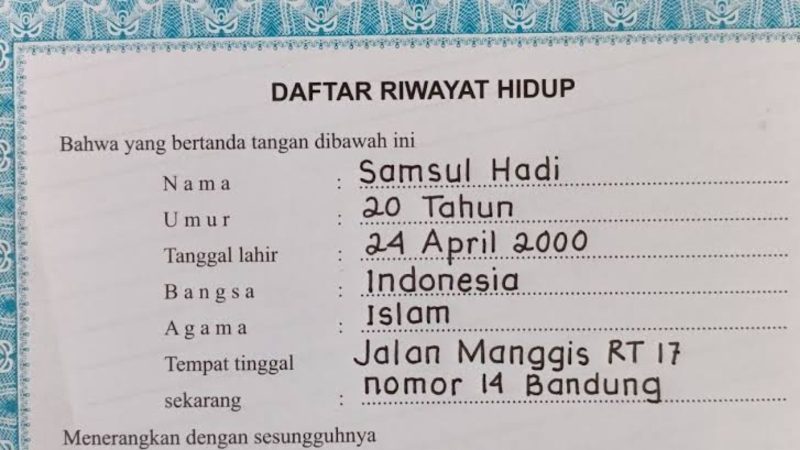 DAFTAR RIWAYAT HIDUP
Bahwa yang bertanda tangan dibawah ini
Nama : Samsul Hadi
Umur : 20 Tahun
Tanggal lahir : 24 April 2000
Bangsa : Indonesia
Agama : Islam
Tempat tinggal Jalan Manggis RT 17
sekarang : nomor 14 Bandung
Menerangkan dengan sesungguhnya